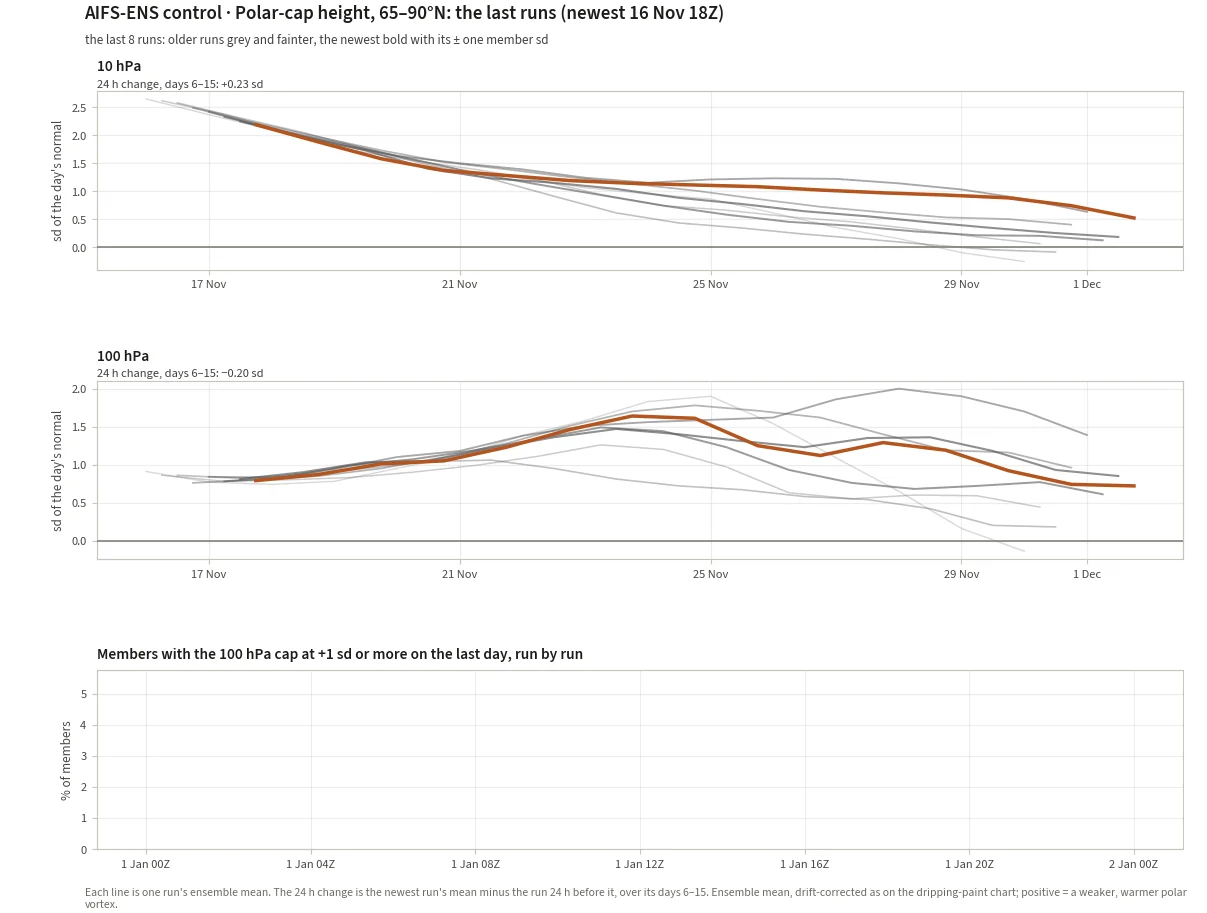 AIFS-ENS control · Polar-cap height, 65–90°N: the last runs (newest 16 Nov 18Z)
the last 8 runs: older runs grey and fainter, the newest bold with its ± one member sd
10 hPa
24 h change, days 6–15: +0.23 sd
sd of the day's normal
2.5
2.0
1.5
1.0
0.5
0.0
17 Nov
21 Nov
25 Nov
29 Nov
1 Dec
100 hPa
24 h change, days 6–15: −0.20 sd
sd of the day's normal
2.0
1.5
1.0
0.5
0.0
17 Nov
21 Nov
25 Nov
29 Nov
1 Dec
Members with the 100 hPa cap at +1 sd or more on the last day, run by run
% of members
5
4
3
2
1
0
1 Jan 00Z
1 Jan 04Z
1 Jan 08Z
1 Jan 12Z
1 Jan 16Z
1 Jan 20Z
2 Jan 00Z
Each line is one run's ensemble mean. The 24 h change is the newest run's mean minus the run 24 h before it, over its days 6–15. Ensemble mean, drift-corrected as on the dripping-paint chart; positive = a weaker, warmer polar
vortex.